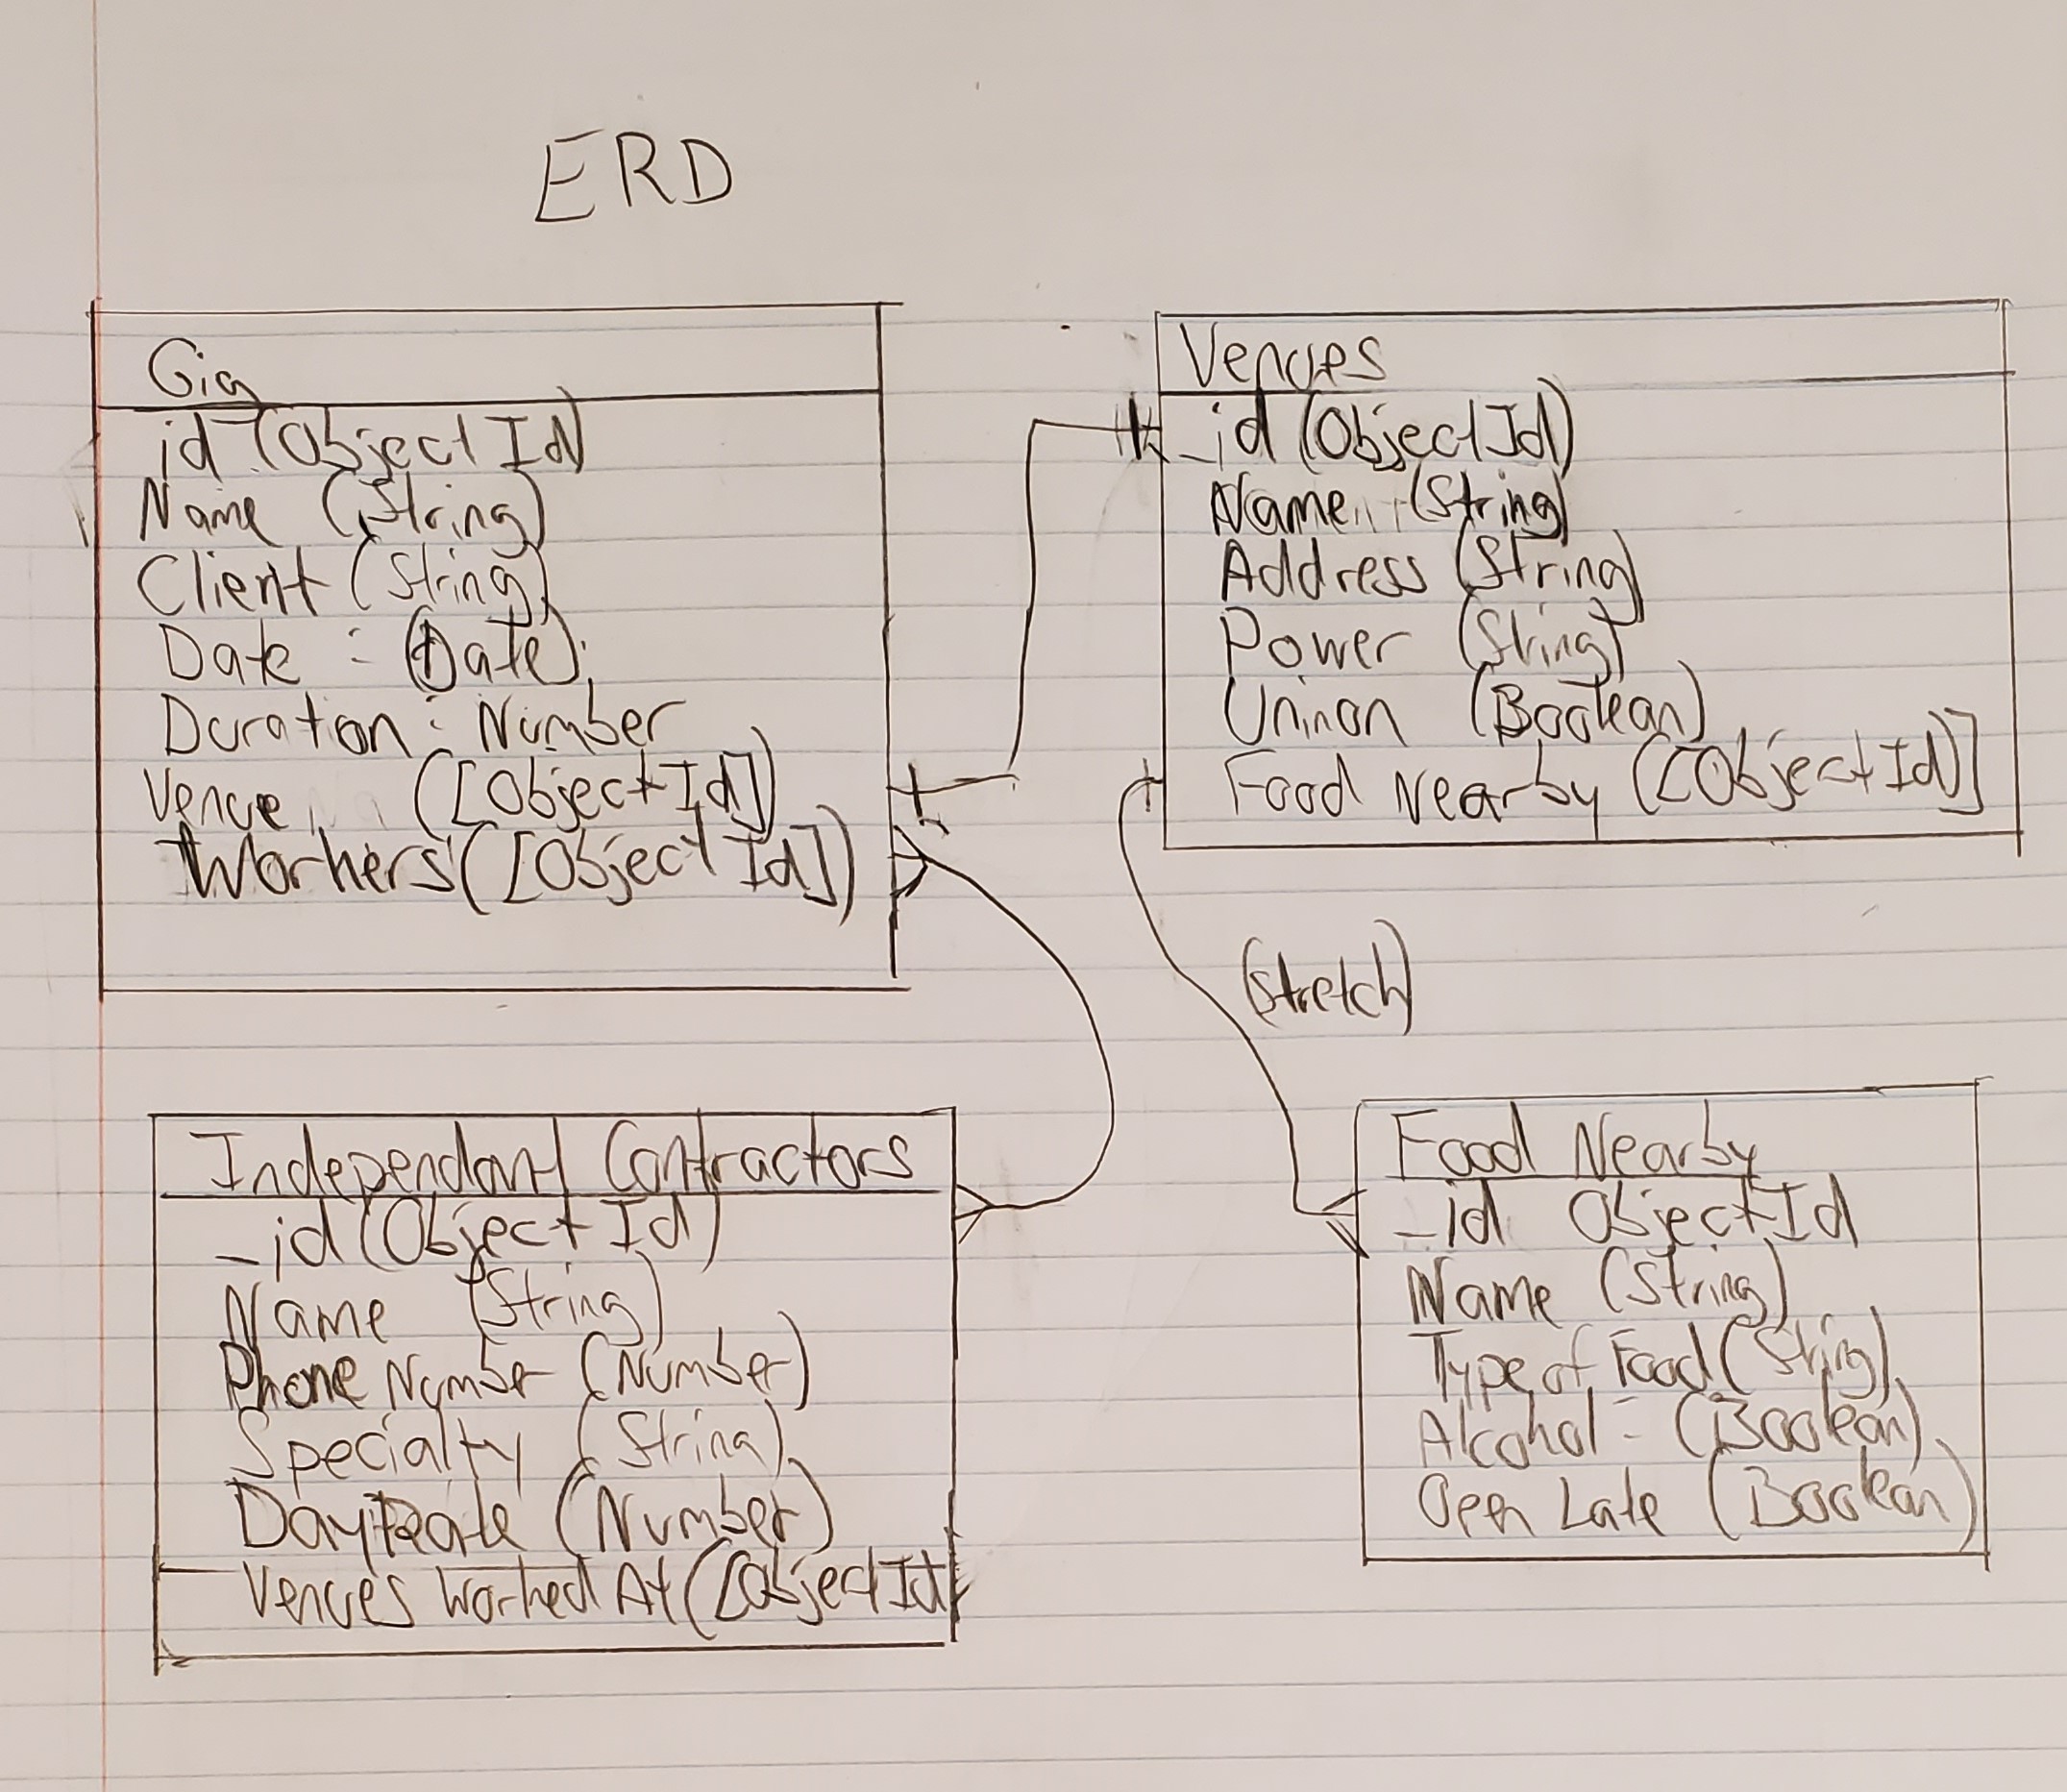 ERD
Gig
id (ObjectId)
Name (String)
Client (String)
Date : (Date)
Duration : Number
Venue ([ObjectId])
Workers ([ObjectId])
Venues
_id (ObjectId)
Name (String)
Address (String)
Power (String)
Uninon (Boolean)
Food Nearby ([ObjectId]
(Stretch)
Independant Contractors
_id (ObjectId)
Name (String)
Phone Number (Number)
Specialty (String)
DayRate (Number)
Venues Worked At ([ObjectId
Food Nearby
_id ObjectId
Name (String)
Type of Food (String)
Alcohol = (Boolean)
Open Late (Boolean)